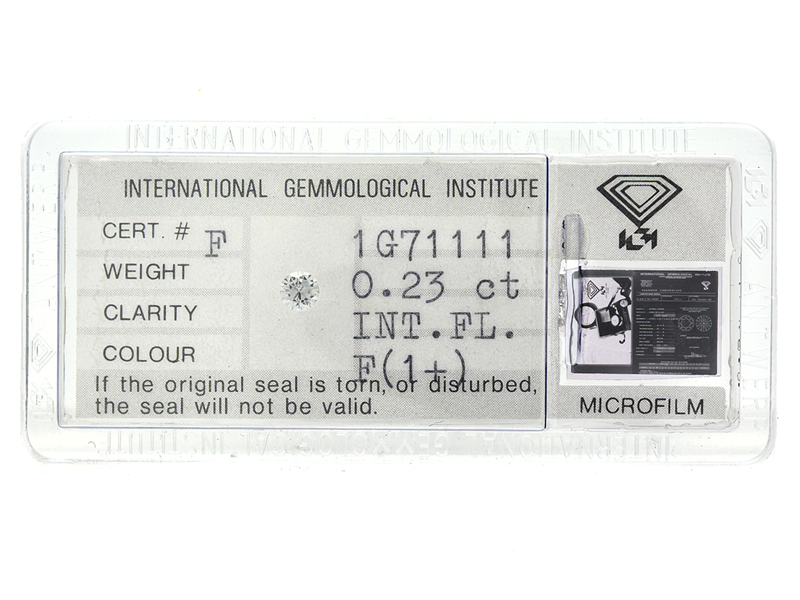 INTERNATIONAL GEMMOLOGICAL INSTITUTE
INTERNATIONAL GEMMOLOGICAL INSTITUTE
CERT. # F 1G71111
WEIGHT 0.23 ct
CLARITY INT.FL.
COLOUR F(1+)
If the original seal is torn, or disturbed,
the seal will not be valid.
IGI
MICROFILM